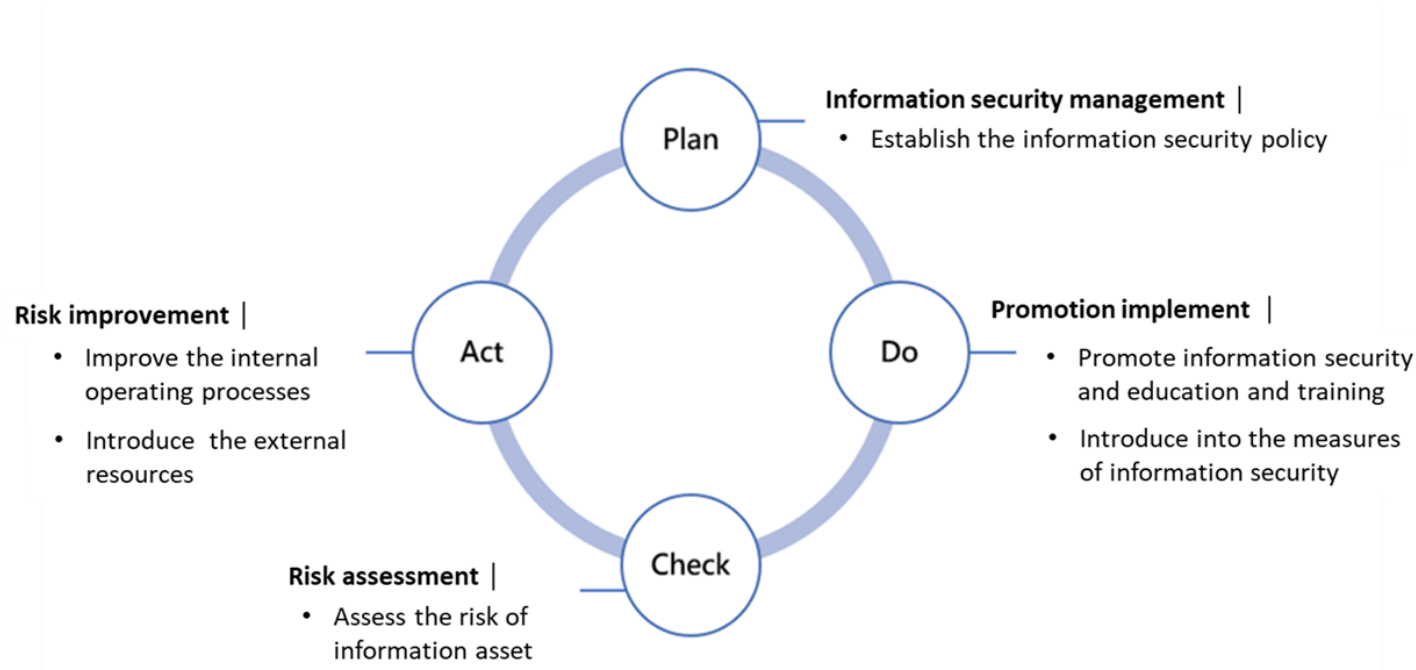 Plan
Information security management |
• Establish the information security policy
Do
Promotion implement |
• Promote information security
and education and training
• Introduce into the measures
of information security
Check
Risk assessment |
• Assess the risk of
information asset
Act
Risk improvement |
• Improve the internal
operating processes
• Introduce the external
resources